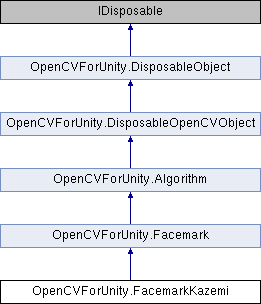 IDisposable
OpenCVForUnity.DisposableObject
OpenCVForUnity.DisposableOpenCVObject
OpenCVForUnity.Algorithm
OpenCVForUnity.Facemark
OpenCVForUnity.FacemarkKazemi